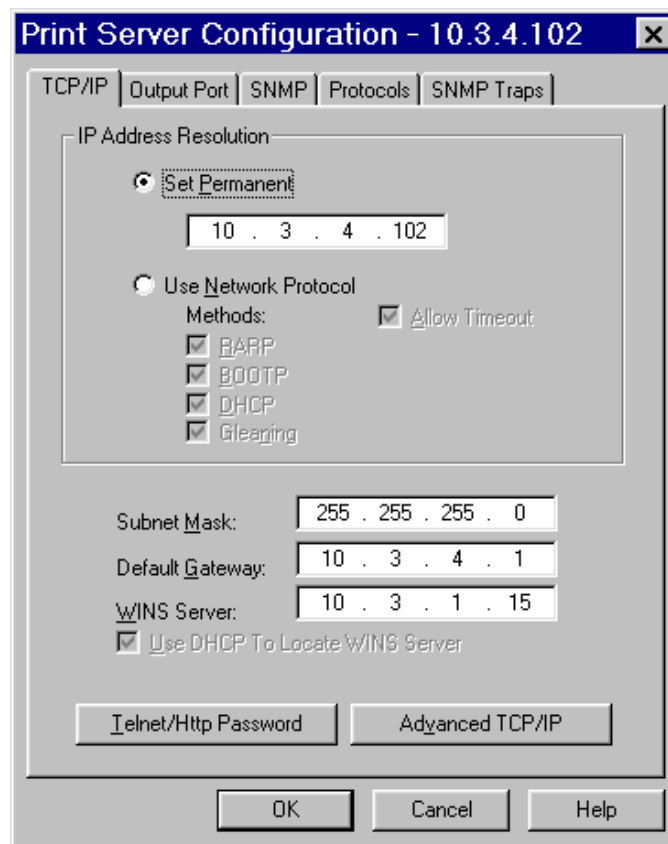 Print Server Configuration - 10.3.4.102
TCP/IP Output Port SNMP Protocols SNMP Traps
IP Address Resolution
Set Permanent
10 . 3 . 4 . 102
Use Network Protocol
Methods: Allow Timeout
RARP
BOOTP
DHCP
Gleaning
Subnet Mask: 255 . 255 . 255 . 0
Default Gateway: 10 . 3 . 4 . 1
WINS Server: 10 . 3 . 1 . 15
Use DHCP To Locate WINS Server
Telnet/Http Password Advanced TCP/IP
OK Cancel Help